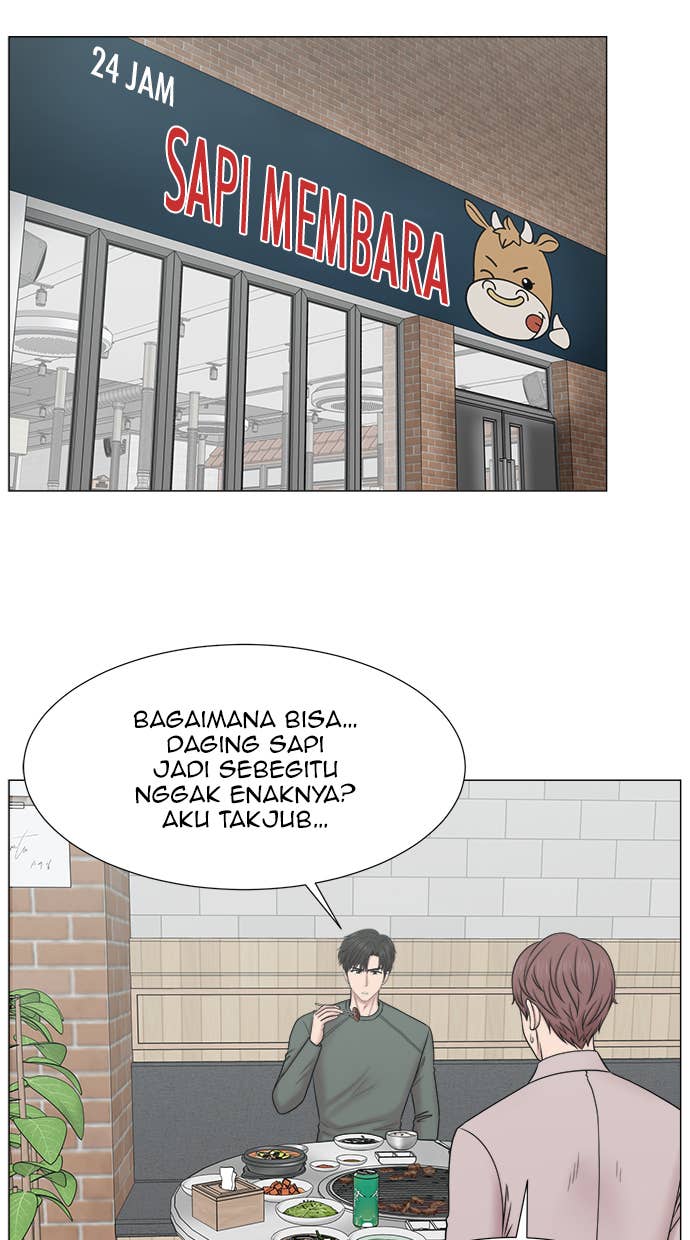 24 JAM
SAPI MEMBARA
BAGAIMANA BISA...
DAGING SAPI
JADI SEBEGITU
NGGAK ENAKNYA?
AKU TAKJUB...